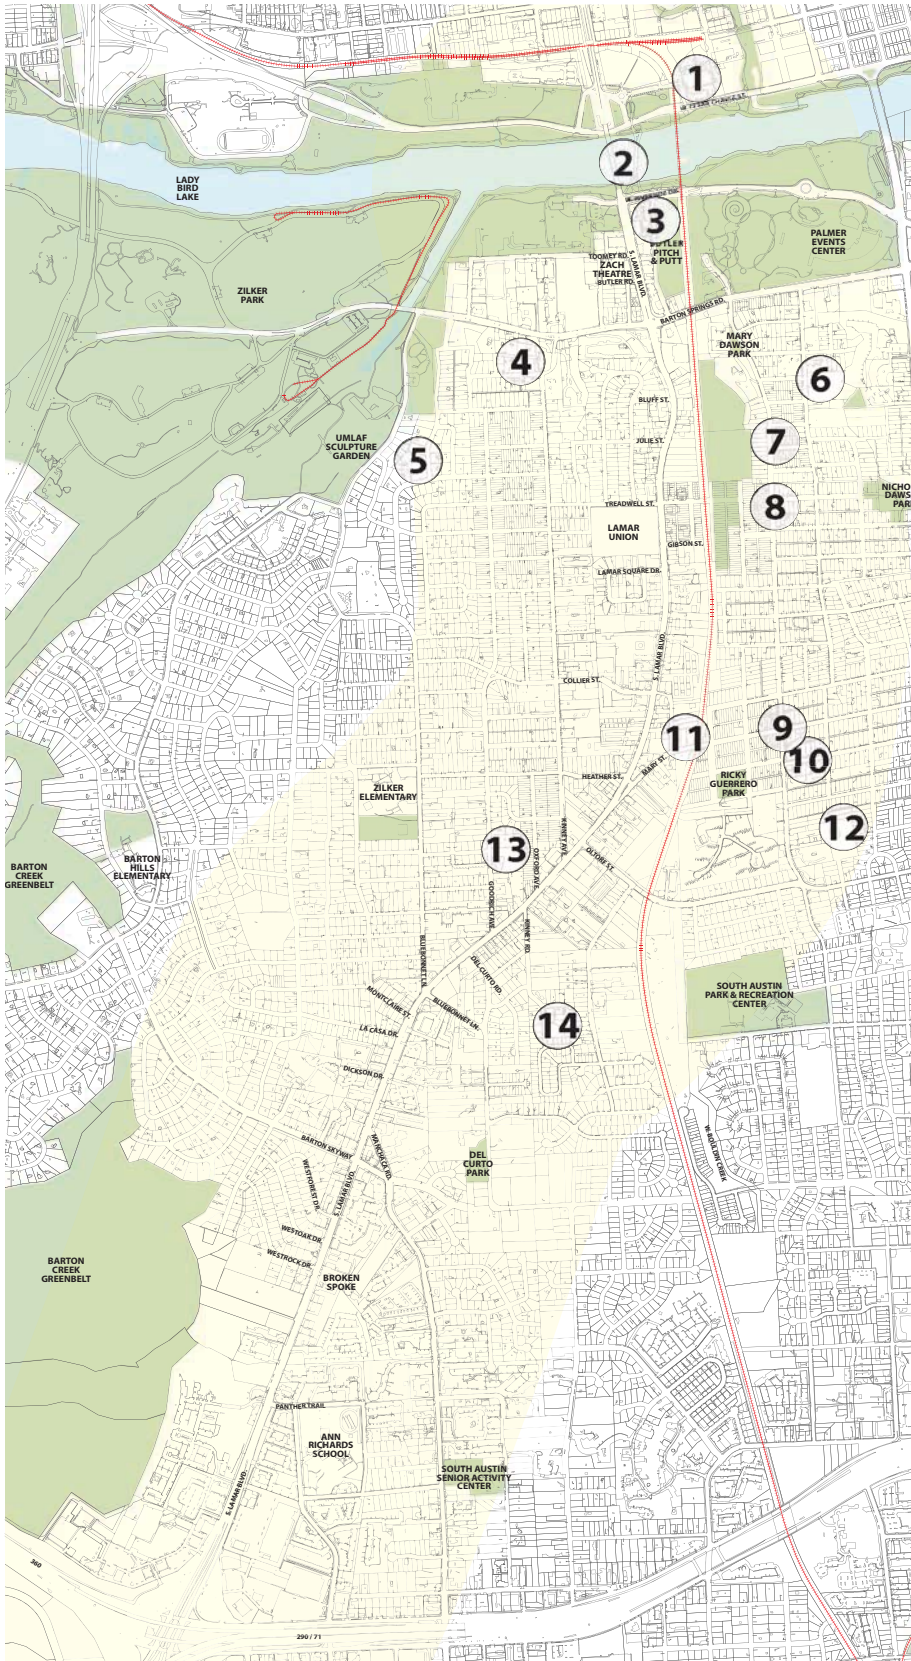 1
W. CESAR CHAVEZ ST.
2
LADY
BIRD
LAKE
3
BUTLER
PITCH
& PUTT
PALMER
EVENTS
CENTER
TOOMEY RD.
ZACH
THEATRE
BUTLER RD.
S. LAMAR BLVD.
ZILKER
PARK
BARTON SPRINGS RD.
MARY
DAWSON
PARK
4
6
BLUFF ST.
JULIE ST.
7
UMLAF
SCULPTURE
GARDEN
5
NICHO
DAWS
PAR
8
TREADWELL ST.
LAMAR
UNION
GIBSON ST.
LAMAR SQUARE DR.
S. LAMAR BLVD.
COLLIER ST.
9
11
10
MARY ST.
HEATHER ST.
RICKY
GUERRERO
PARK
ZILKER
ELEMENTARY
12
KINNEY AVE.
13
OXFORD AVE.
OLTORF ST.
BARTON
HILLS
ELEMENTARY
BARTON
CREEK
GREENBELT
GOODRICH AVE.
KINNEY RD.
BLUEBONNET LN.
DEL CURTO RD.
SOUTH AUSTIN
PARK & RECREATION
CENTER
MONTCLAIRE ST.
BLUEBONNET LN.
14
LA CASA DR.
DICKSON DR.
BARTON SKYWAY
MANCHACA RD.
W. BOULDIN CREEK
DEL
CURTO
PARK
WESTFOREST DR.
S. LAMAR BLVD.
WESTOAK DR.
WESTROCK DR.
BARTON
CREEK
GREENBELT
BROKEN
SPOKE
PANTHER TRAIL
ANN
RICHARDS
SCHOOL
SOUTH AUSTIN
SENIOR ACTIVITY
CENTER
S. LAMAR BLVD.
360
290 / 71